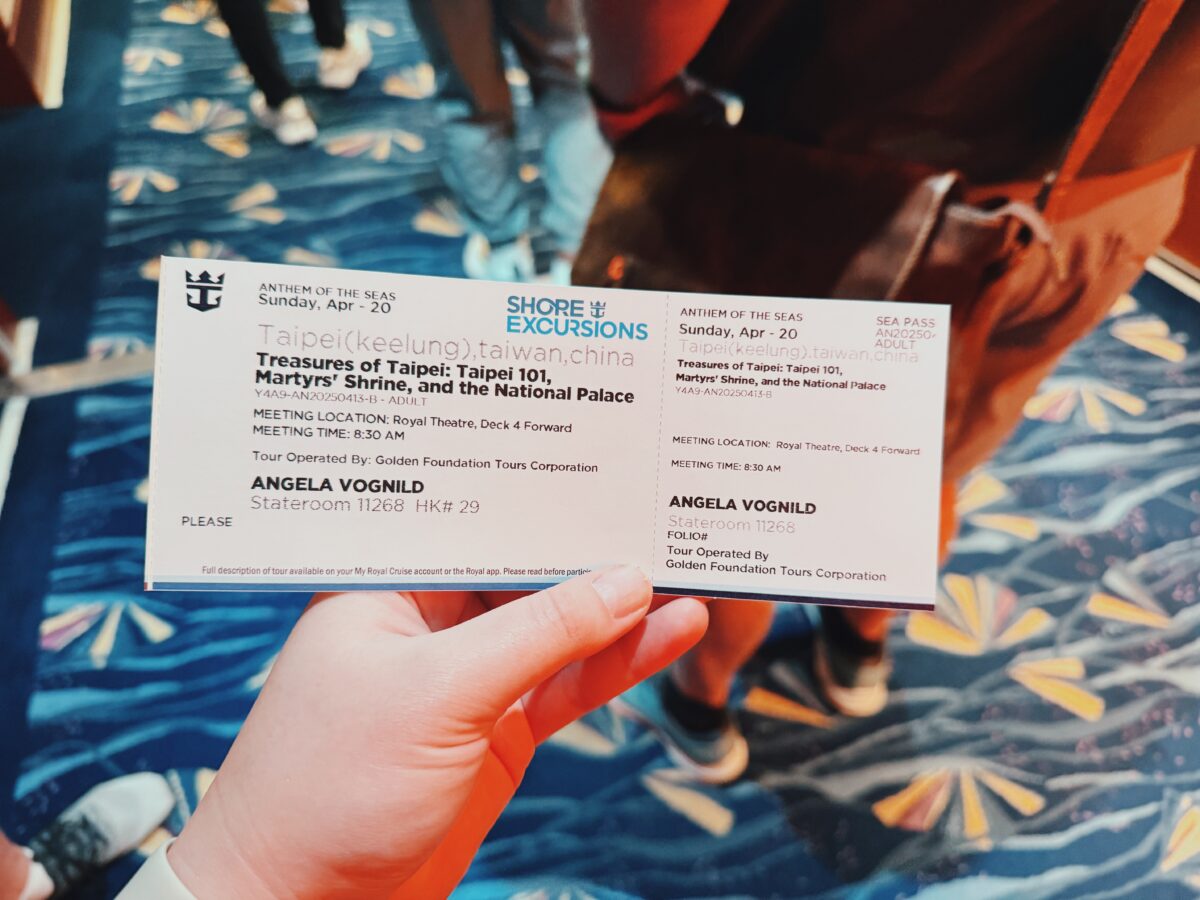 ANTHEM OF THE SEAS
Sunday, Apr - 20
SHORE
EXCURSIONS
Taipei(keelung),taiwan,china
Treasures of Taipei: Taipei 101,
Martyrs' Shrine, and the National Palace
Y4A9-AN20250413-B - ADULT
MEETING LOCATION: Royal Theatre, Deck 4 Forward
MEETING TIME: 8:30 AM
Tour Operated By: Golden Foundation Tours Corporation
ANGELA VOGNILD
Stateroom 11268 HK# 29
PLEASE
Full description of tour available on your My Royal Cruise account or the Royal app. Please read before
ANTHEM OF THE SEAS
Sunday, Apr - 20
SEA PASS
AN20250
ADULT
Taipei(keelung),taiwan,china
Treasures of Taipei: Taipei 101,
Martyrs' Shrine, and the National Palace
Y4A9-AN20250413-B
MEETING LOCATION: Royal Theatre, Deck 4 Forward
MEETING TIME: 8:30 AM
ANGELA VOGNILD
Stateroom 11268
FOLIO#
Tour Operated By
Golden Foundation Tours Corporation